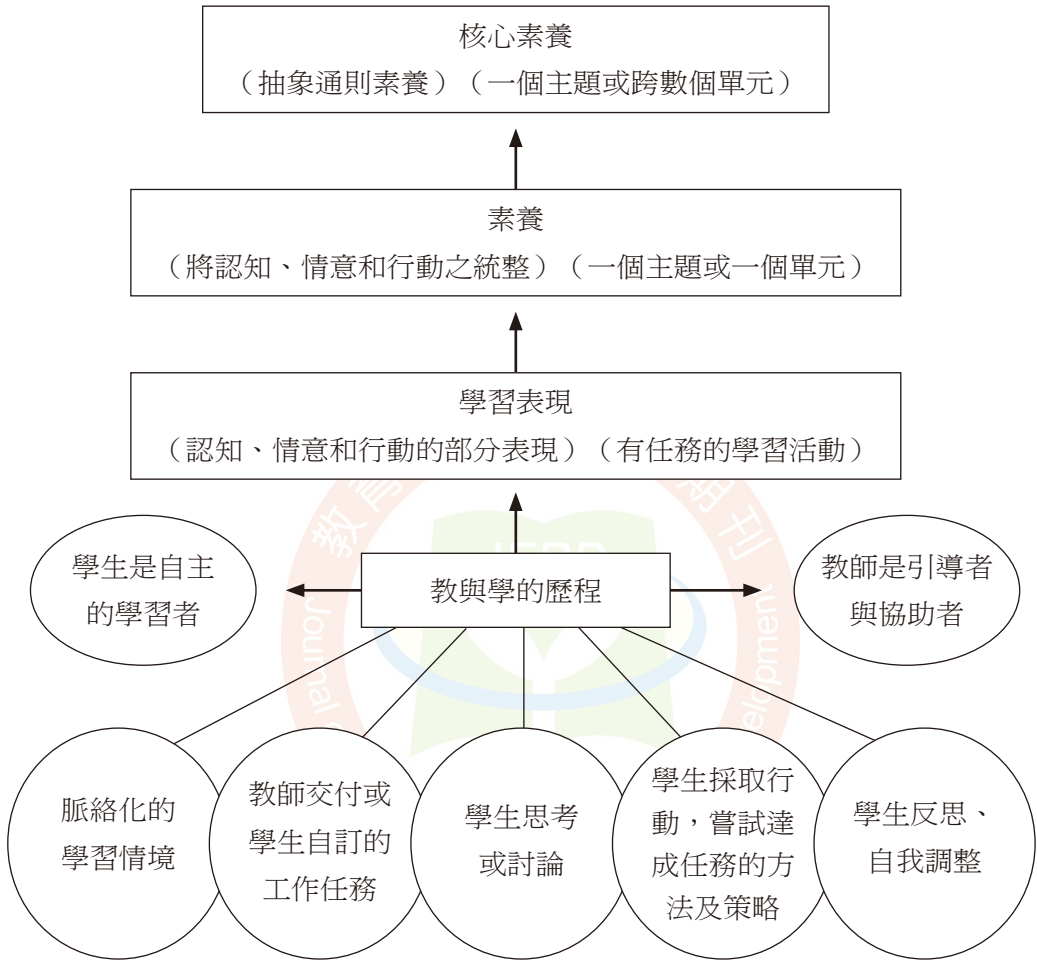 核心素養
（抽象通則素養）（一個主題或跨數個單元）
素養
（將認知、情意和行動之統整）（一個主題或一個單元）
學習表現
（認知、情意和行動的部分表現）（有任務的學習活動）
學生是自主
的學習者
教與學的歷程
教師是引導者
與協助者
脈絡化的
學習情境
教師交付或
學生自訂的
工作任務
學生思考
或討論
學生採取行
動，嘗試達
成任務的方
法及策略
學生反思、
自我調整
教育
期刊
JERD
Journal